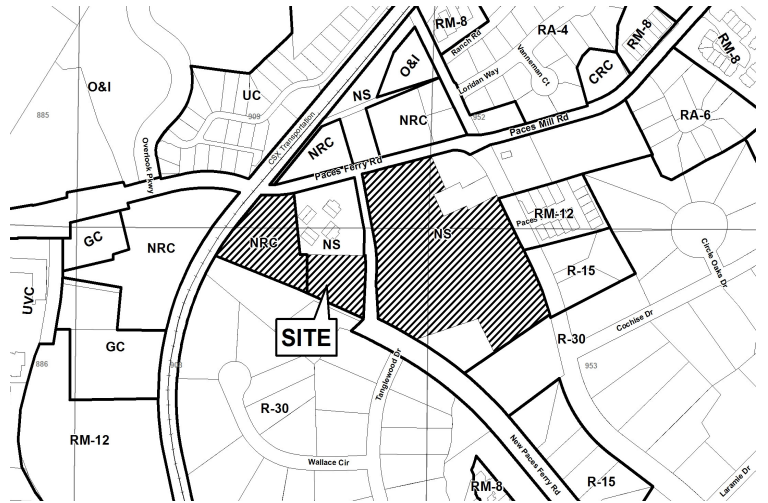 RM-8
Ranch Rd
RA-4
RM-8
RM-8
O&I
UC
O&I
Vanneman Ct
Loridan Way
CRC
NS
885
909
952
Overlook Pkwy
CSX Transportation
NRC
NRC
Paces Mill Rd
RA-6
Paces Ferry Rd
Paces
RM-12
GC
NRC
NRC
NS
NS
R-15
Circle Oaks Dr
UVC
SITE
Cochise Dr
GC
R-30
886
903
953
Tanglewood Dr
R-30
RM-12
New Paces Ferry Rd
Wallace Cir
RM-8
R-15
Laramie Dr